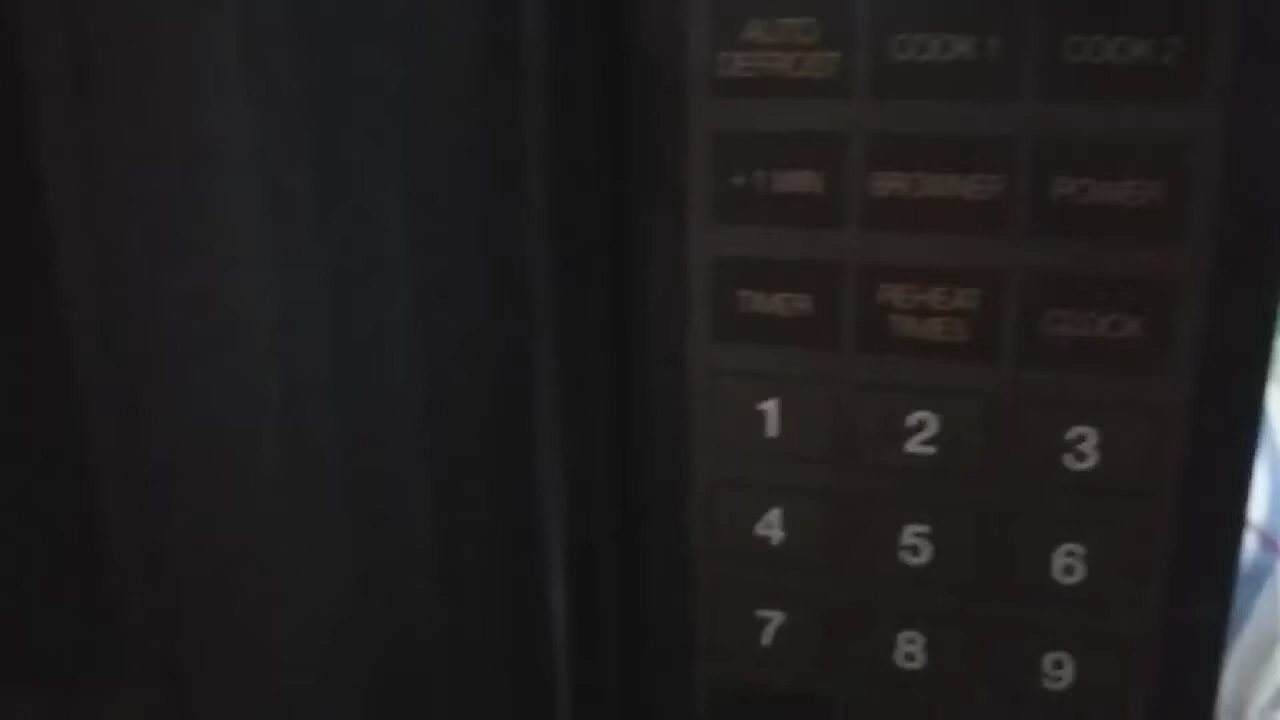 AUTO
DEFROST
COOK 1
COOK 2
+ 1 MIN
BROWNER
POWER
TIMER
REHEAT
TIMES
CLOCK
1
2
3
4
5
6
7
8
9